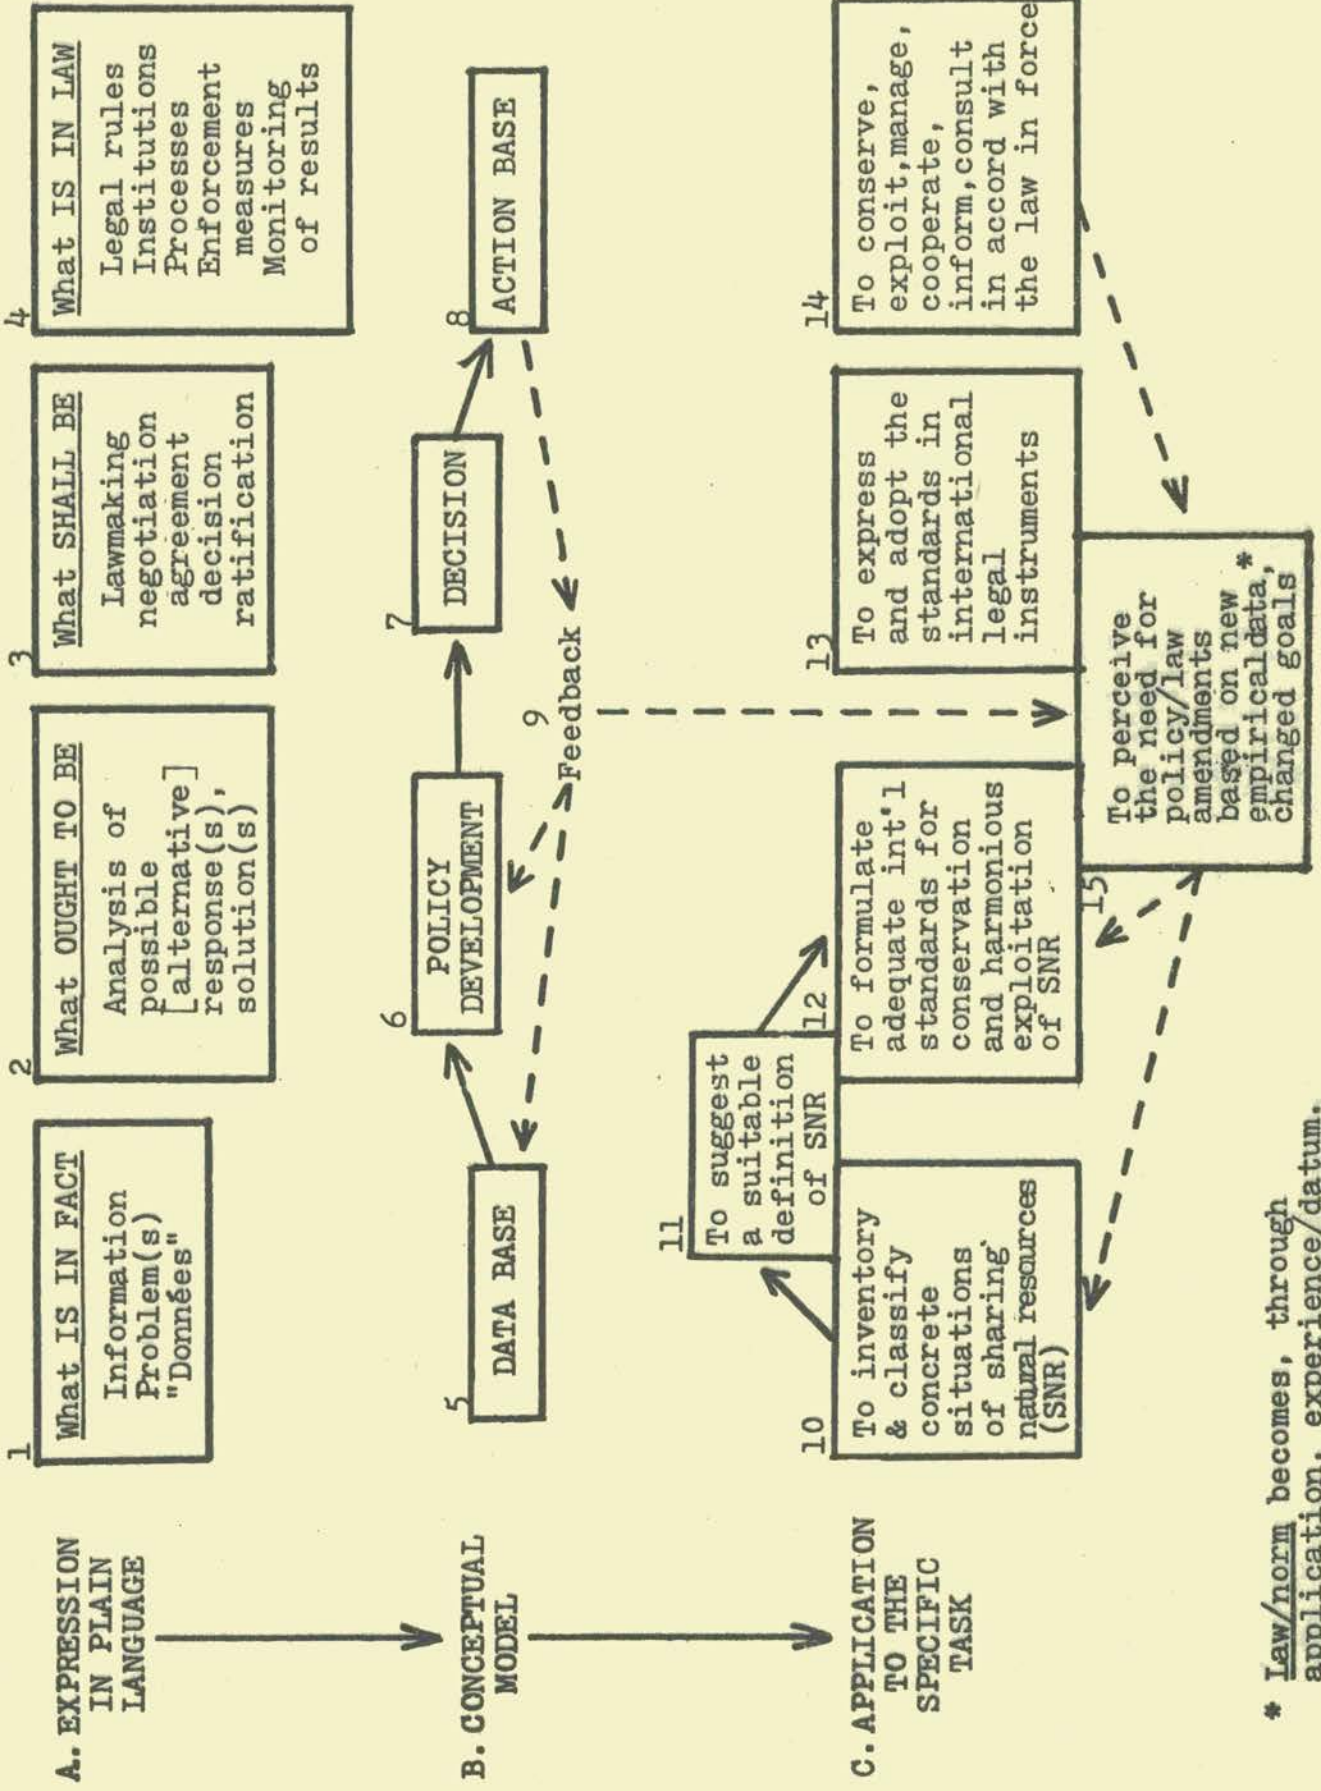 A. EXPRESSION
IN PLAIN
LANGUAGE
1
What IS IN FACT
Information
Problem(s)
"Données"
2
What OUGHT TO BE
Analysis of
possible
[alternative]
response(s),
solution(s)
3
What SHALL BE
Lawmaking
negotiation
agreement
decision
ratification
4
What IS IN LAW
Legal rules
Institutions
Processes
Enforcement
measures
Monitoring
of results
B. CONCEPTUAL
MODEL
5
DATA BASE
6
POLICY
DEVELOPMENT
7
DECISION
8
ACTION BASE
9
Feedback
C. APPLICATION
TO THE
SPECIFIC
TASK
10
To inventory
& classify
concrete
situations
of sharing
natural resources
(SNR)
11
To suggest
a suitable
definition
of SNR
12
To formulate
adequate int'l
standards for
conservation
and harmonious
exploitation
of SNR
13
To express
and adopt the
standards in
international
legal
instruments
14
To conserve,
exploit, manage,
cooperate,
inform, consult
in accord with
the law in force
15
To perceive
the need for
policy/law
amendments
based on new
empirical data,*
changed goals
* Law/norm becomes, through
application, experience/datum.